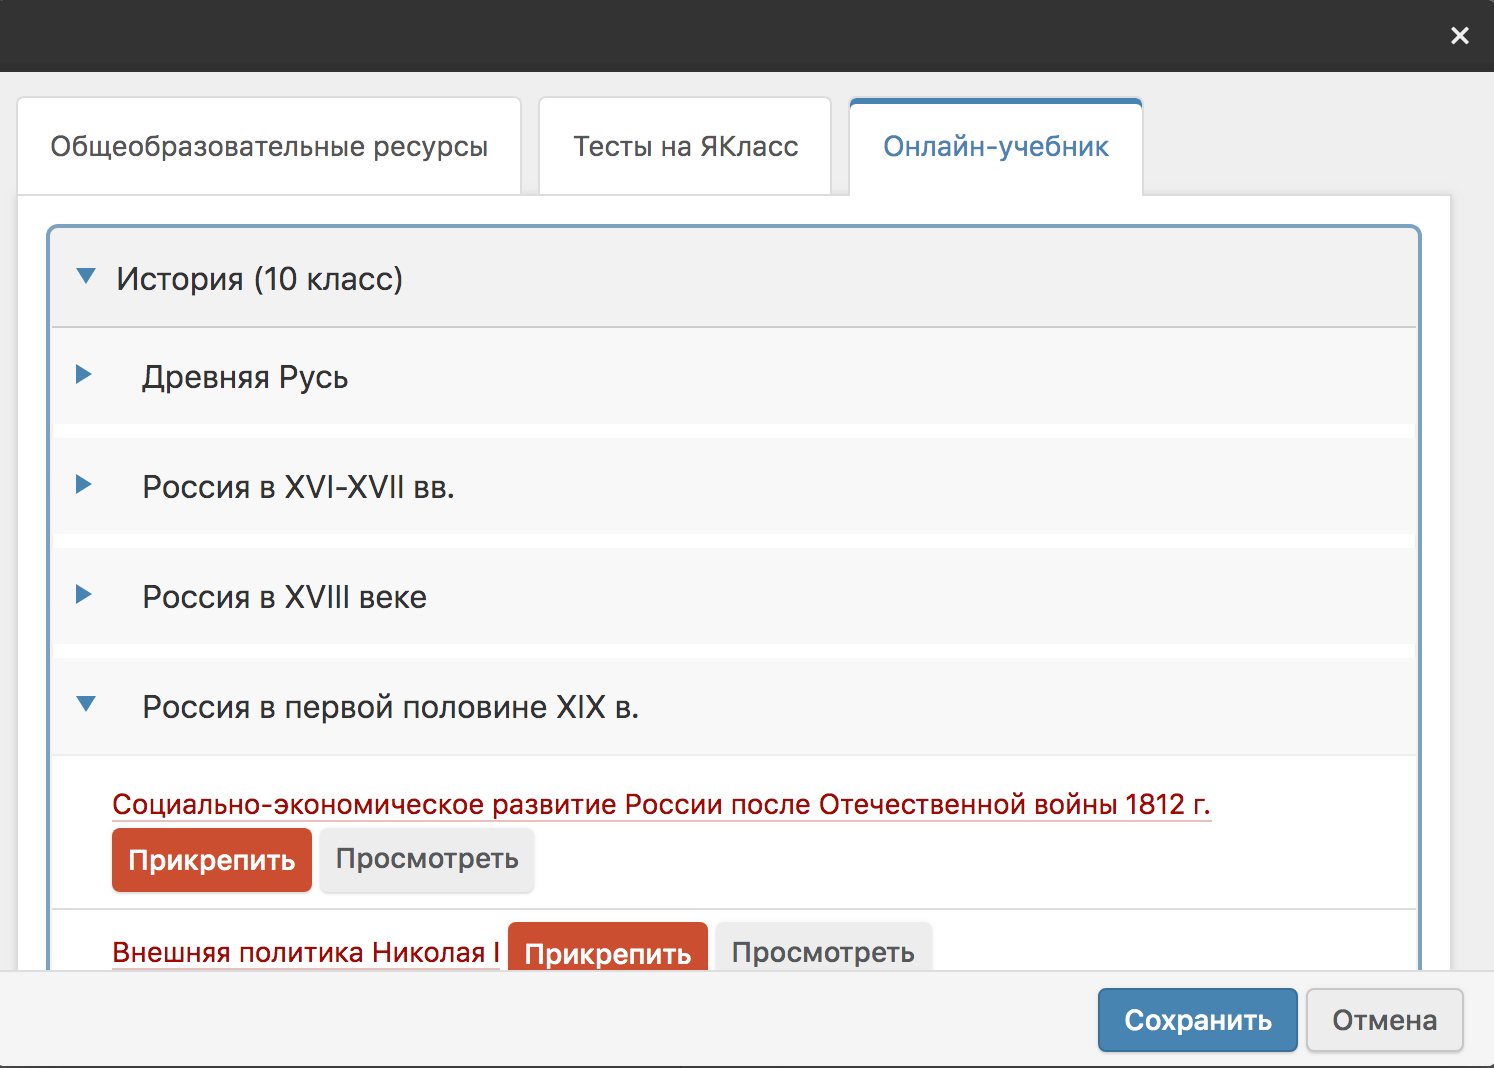 ×
Общеобразовательные ресурсы Тесты на ЯКласс Онлайн-учебник
История (10 класс)
Древняя Русь
Россия в XVI-XVII вв.
Россия в XVIII веке
Россия в первой половине XIX в.
Социально-экономическое развитие России после Отечественной войны 1812 г.
Прикрепить Просмотреть
Внешняя политика Николая I Прикрепить Просмотреть
Сохранить Отмена